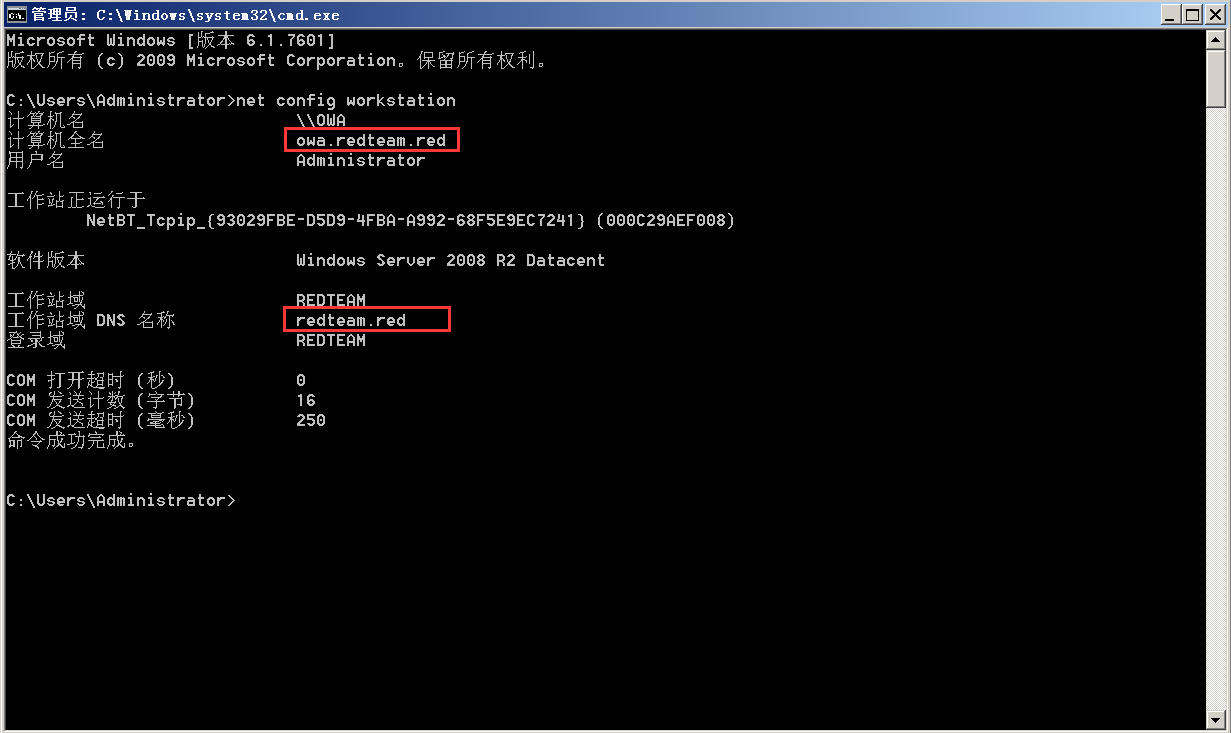 管理员: C:\Windows\system32\cmd.exe
Microsoft Windows [版本 6.1.7601]
版权所有 (c) 2009 Microsoft Corporation。保留所有权利。
C:\Users\Administrator>net config workstation
计算机名 \\OWA
计算机全名 owa.redteam.red
用户名 Administrator
工作站正运行于
NetBT_Tcpip_{93029FBE-D5D9-4FBA-A992-68F5E9EC7241} (000C29AEF008)
软件版本 Windows Server 2008 R2 Datacent
工作站域 REDTEAM
工作站域 DNS 名称 redteam.red
登录域 REDTEAM
COM 打开超时 (秒) 0
COM 发送计数 (字节) 16
COM 发送超时 (毫秒) 250
命令成功完成。
C:\Users\Administrator>